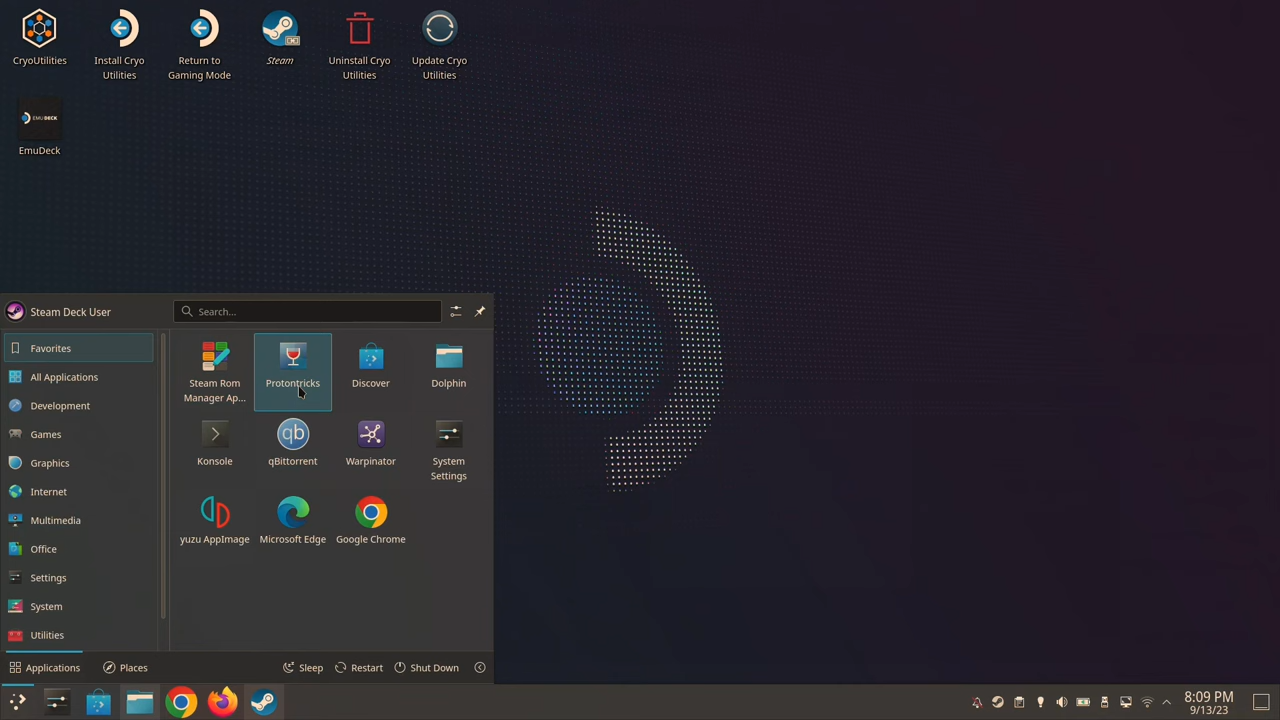 CryoUtilities
Install Cryo
Utilities
Return to
Gaming Mode
Steam
Uninstall Cryo
Utilities
Update Cryo
Utilities
EMUDECK
EmuDeck
Steam Deck User
Search...
Favorites
All Applications
Development
Games
Graphics
Internet
Multimedia
Office
Settings
System
Utilities
Steam Rom
Manager Ap...
Protontricks
Discover
Dolphin
Konsole
qb
qBittorrent
Warpinator
System
Settings
yuzu AppImage
Microsoft Edge
Google Chrome
Applications
Places
Sleep
Restart
Shut Down
8:09 PM
9/13/23